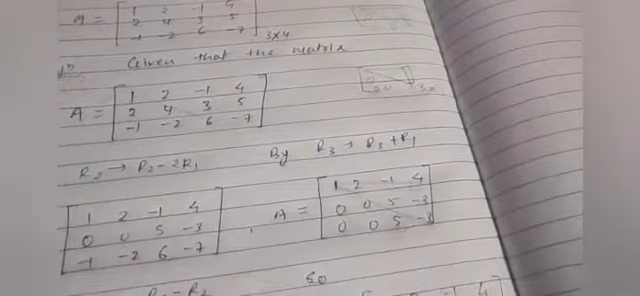 A = [ 1 2 -1 4
2 4 3 5
-1 -2 6 -7 ] 3x4
Given that the matrix
A = [ 1 2 -1 4
2 4 3 5
-1 -2 6 -7 ]
R2 → R2-2R1 By R3 → R3+R1
[ 1 2 -1 4
0 0 5 -3
-1 -2 6 -7 ] , A = [ 1 2 -1 4
0 0 5 -3
0 0 5 -3 ]
So